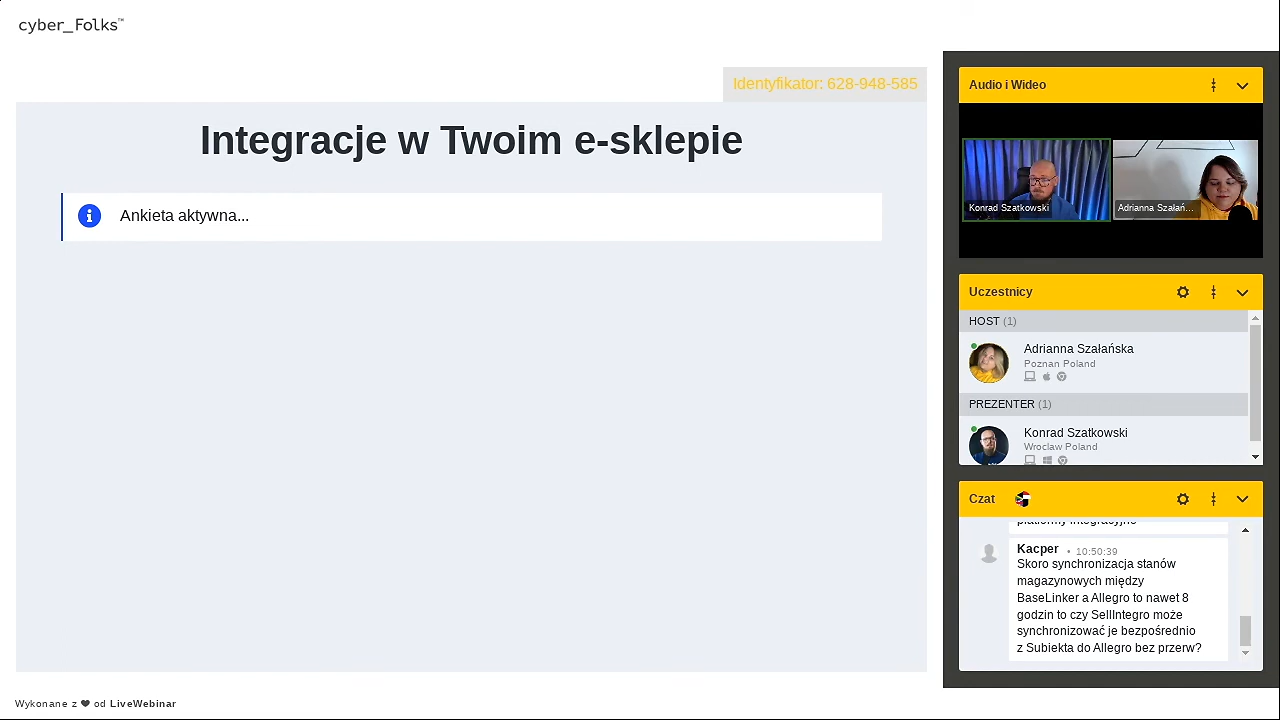 cyber_Folks™
Identyfikator: 628-948-585
Integracje w Twoim e-sklepie
Ankieta aktywna...
Audio i Wideo
Konrad Szatkowski
Adrianna Szałań...
Uczestnicy
HOST (1)
Adrianna Szałańska
Poznan Poland
PREZENTER (1)
Konrad Szatkowski
Wroclaw Poland
Czat
platformy integracyjne
Kacper • 10:50:39
Skoro synchronizacja stanów
magazynowych między
BaseLinker a Allegro to nawet 8
godzin to czy SellIntegro może
synchronizować je bezpośrednio
z Subiekta do Allegro bez przerw?
Wykonane z ❤ od LiveWebinar